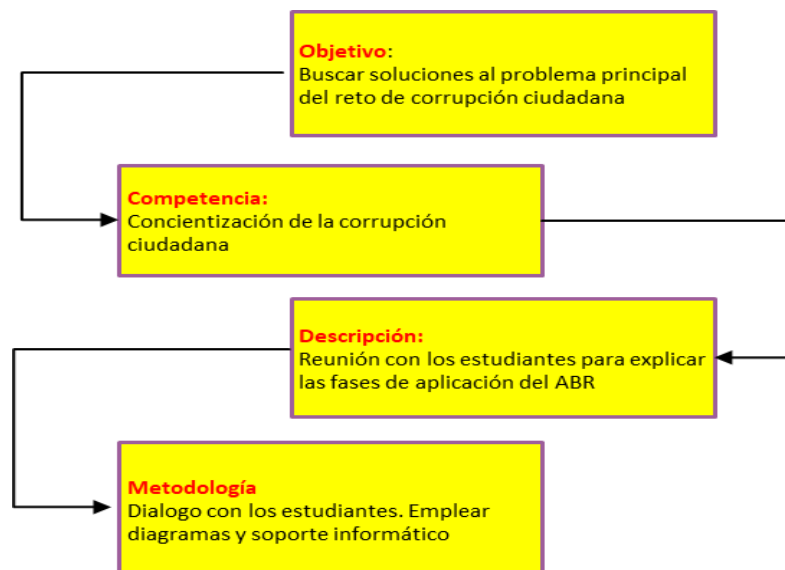 Objetivo:
Buscar soluciones al problema principal
del reto de corrupción ciudadana
Competencia:
Concientización de la corrupción
ciudadana
Descripción:
Reunión con los estudiantes para explicar
las fases de aplicación del ABR
Metodología
Dialogo con los estudiantes. Emplear
diagramas y soporte informático